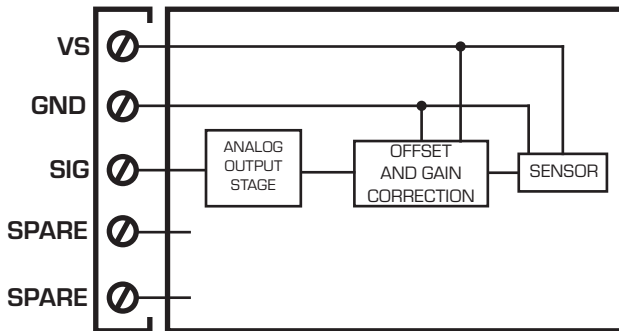 VS
GND
SIG
SPARE
SPARE
ANALOG
OUTPUT
STAGE
OFFSET
AND GAIN
CORRECTION
SENSOR